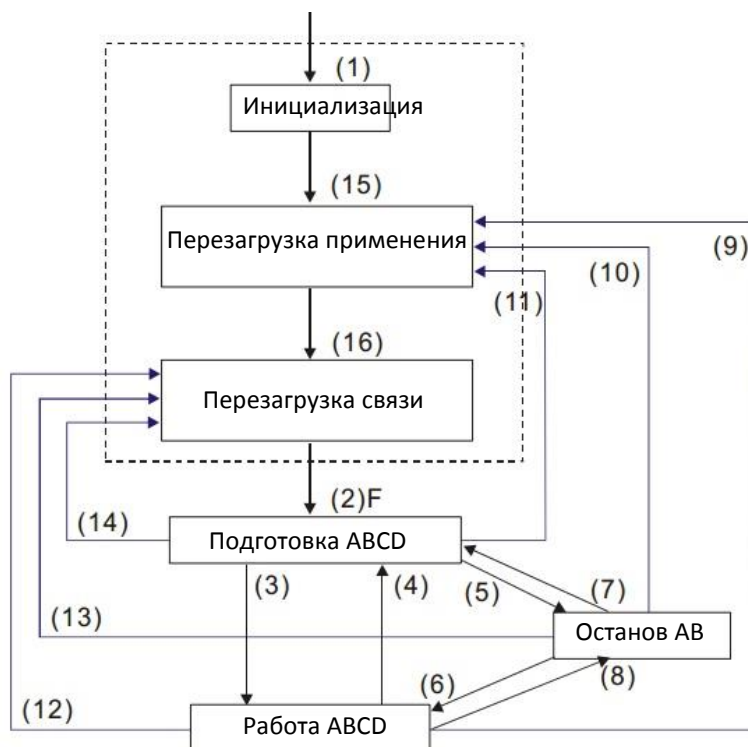 (1)
Инициализация
(15)
Перезагрузка применения
(9)
(10)
(11)
(16)
Перезагрузка связи
(2)F
(14)
Подготовка ABCD
(3)
(4)
(5)
(7)
(13)
Останов AB
(6)
(8)
(12)
Работа ABCD